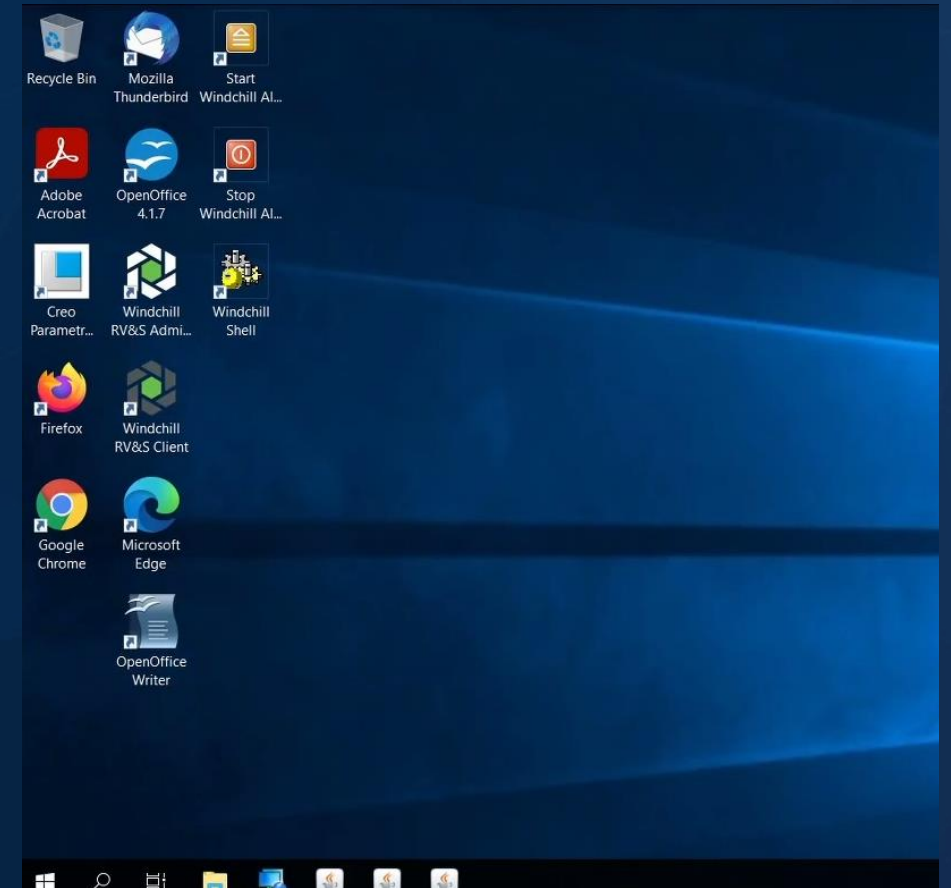 Recycle Bin
Mozilla
Thunderbird
Start
Windchill Al...
Adobe
Acrobat
OpenOffice
4.1.7
Stop
Windchill Al...
Creo
Parametr...
Windchill
RV&S Admi...
Windchill
Shell
Firefox
Windchill
RV&S Client
Google
Chrome
Microsoft
Edge
OpenOffice
Writer